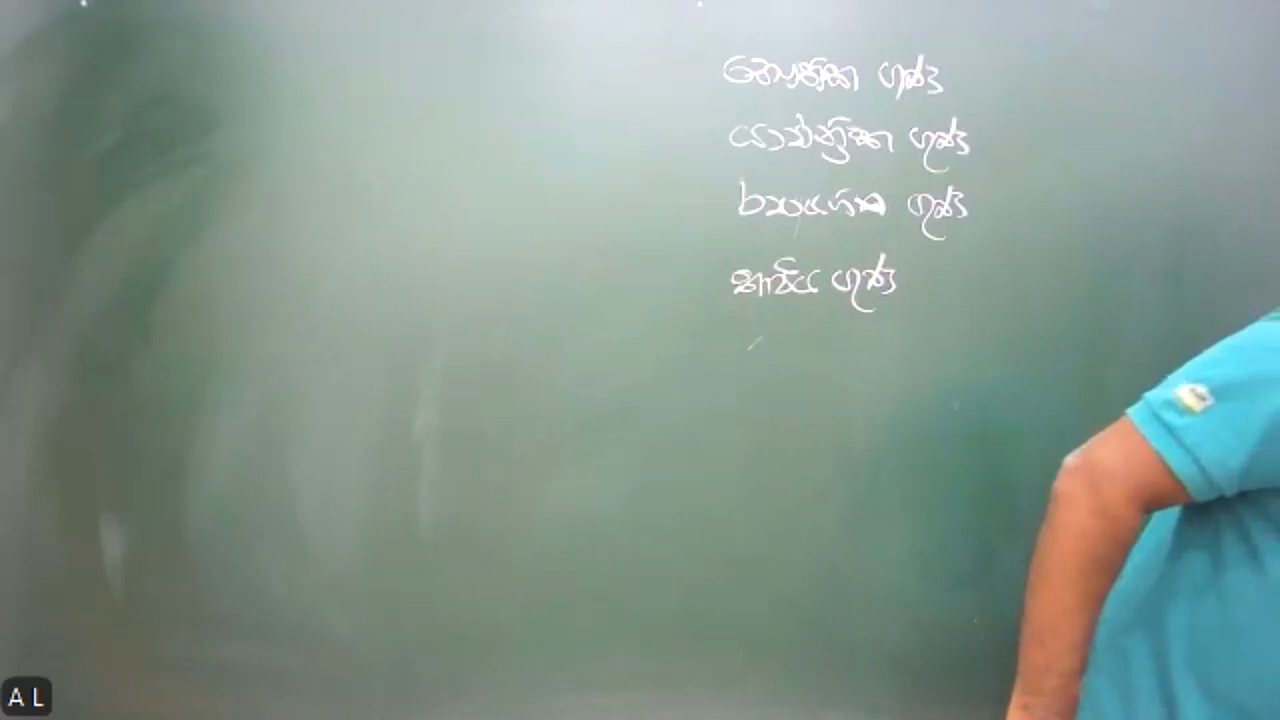 භෞතික ගුණ
යාන්ත්‍රික ගුණ
රසායනික ගුණ
තාපිය ගුණ
A L